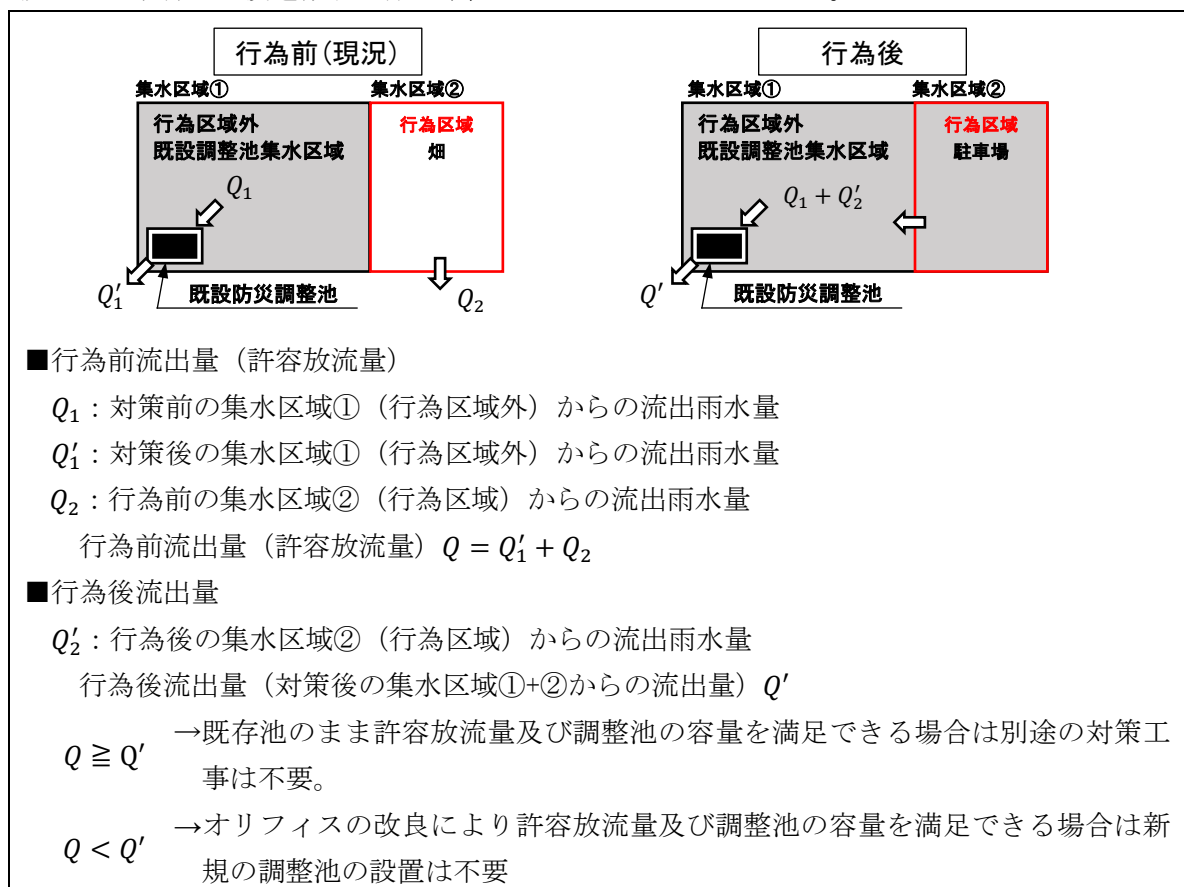 行為前(現況)
集水区域①
集水区域②
行為区域外
既設調整池集水区域
行為区域
畑
Q₁
Q′₁
既設防災調整池
Q₂
行為後
集水区域①
集水区域②
行為区域外
既設調整池集水区域
行為区域
駐車場
Q₁ + Q′₂
Q′
既設防災調整池
■行為前流出量（許容放流量）
Q₁：対策前の集水区域①（行為区域外）からの流出雨水量
Q′₁：対策後の集水区域①（行為区域外）からの流出雨水量
Q₂：行為前の集水区域②（行為区域）からの流出雨水量
行為前流出量（許容放流量）Q = Q′₁ + Q₂
■行為後流出量
Q′₂：行為後の集水区域②（行為区域）からの流出雨水量
行為後流出量（対策後の集水区域①+②からの流出量）Q′
Q ≧ Q′ →既存池のまま許容放流量及び調整池の容量を満足できる場合は別途の対策工
事は不要。
Q < Q′ →オリフィスの改良により許容放流量及び調整池の容量を満足できる場合は新
規の調整池の設置は不要